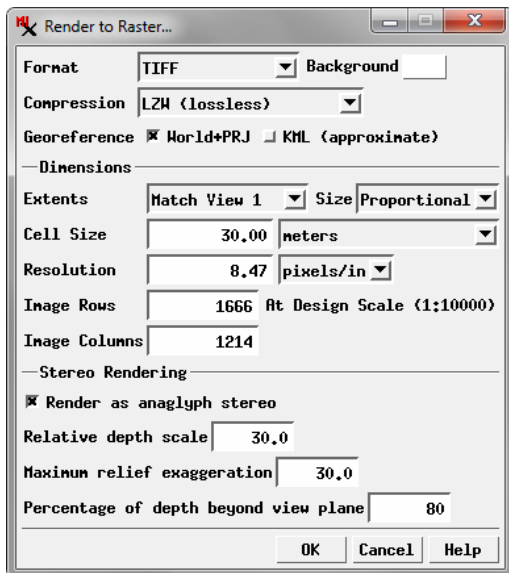 Render to Raster...
Format TIFF Background
Compression LZW (lossless)
Georeference World+PRJ KML (approximate)
Dimensions
Extents Match View 1 Size Proportional
Cell Size 30.00 meters
Resolution 8.47 pixels/in
Image Rows 1666 At Design Scale (1:10000)
Image Columns 1214
Stereo Rendering
Render as anaglyph stereo
Relative depth scale 30.0
Maximum relief exaggeration 30.0
Percentage of depth beyond view plane 80
OK Cancel Help